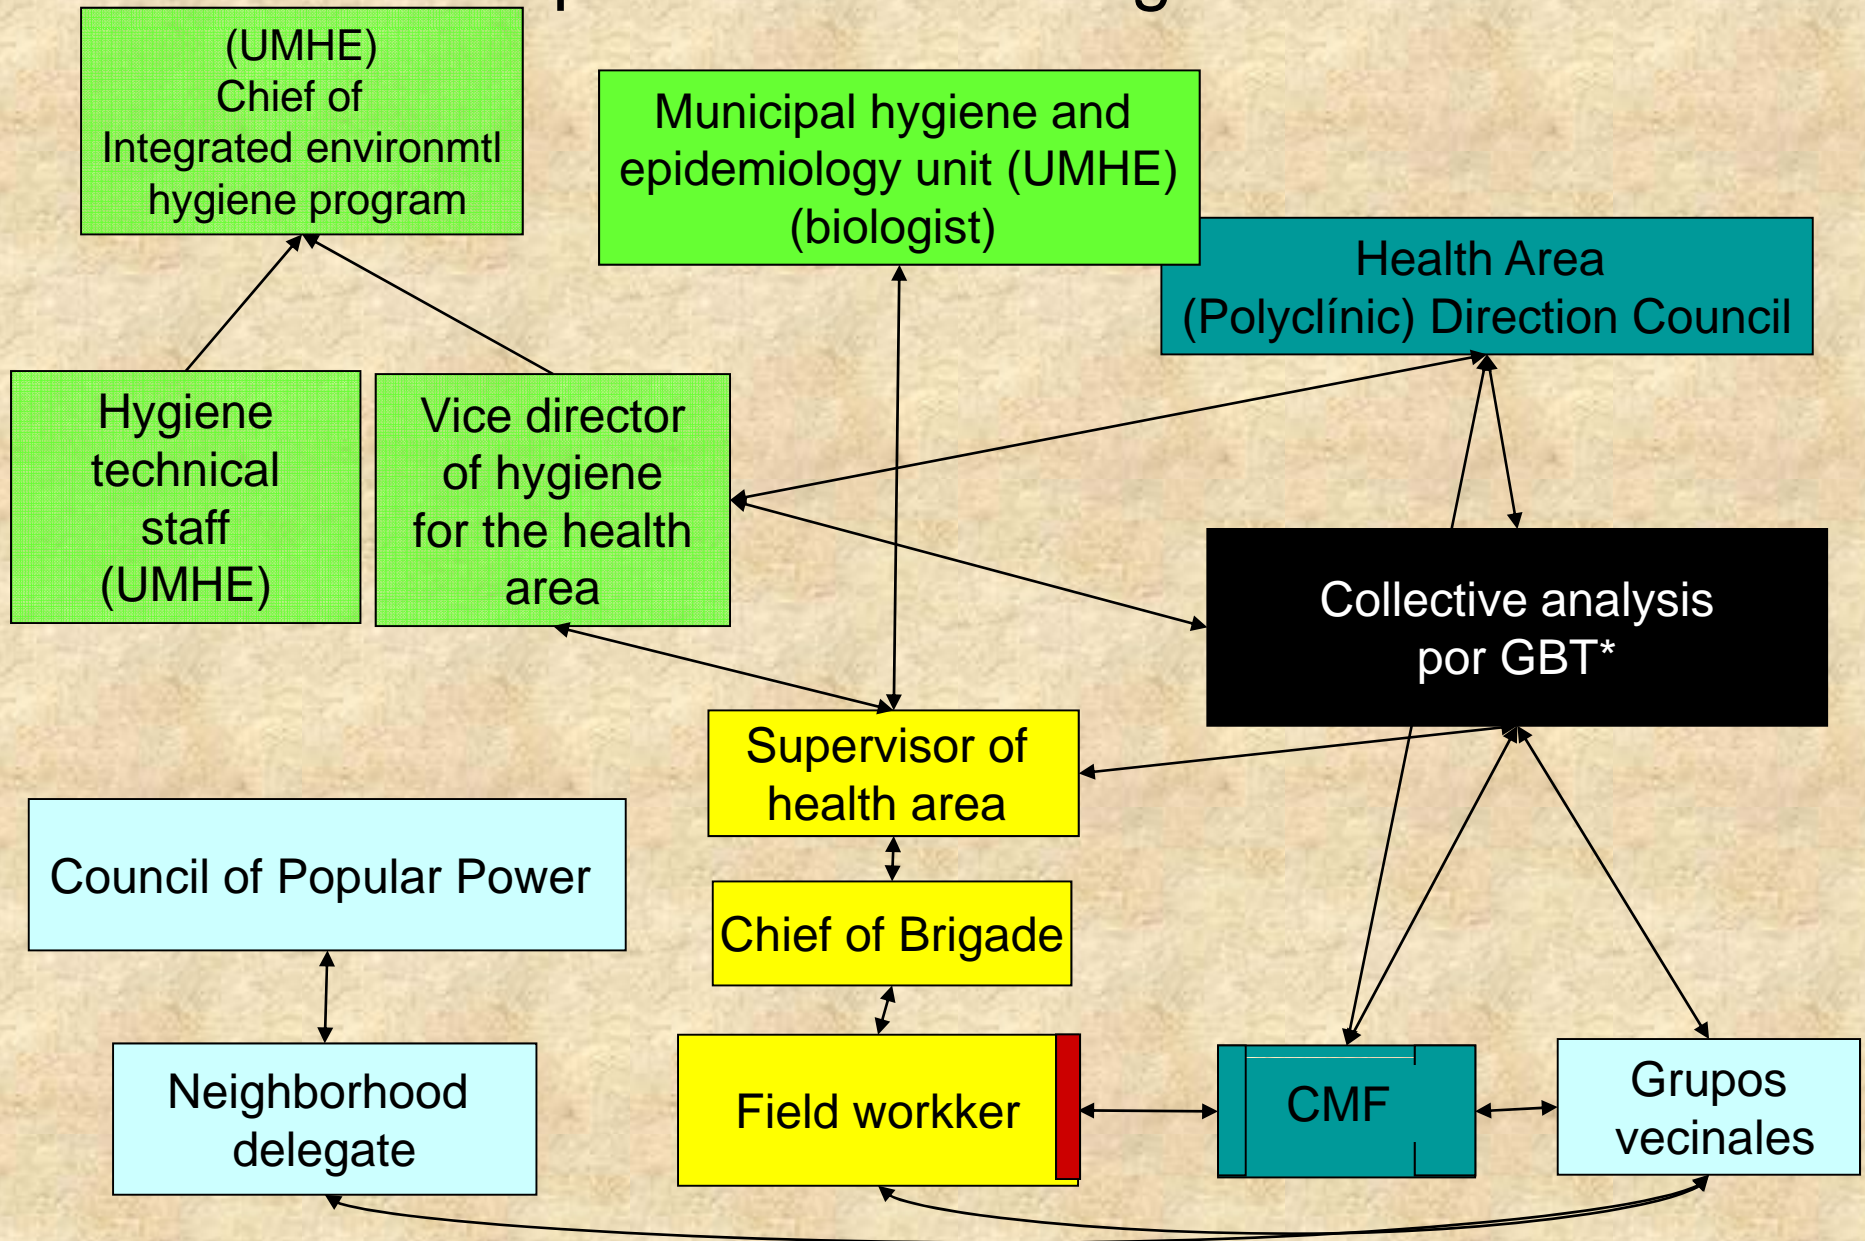 (UMHE)
Chief of
Integrated environmtl
hygiene program
Municipal hygiene and
epidemiology unit (UMHE)
(biologist)
Health Area
(Polyclínic) Direction Council
Hygiene
technical
staff
(UMHE)
Vice director
of hygiene
for the health
area
Collective analysis
por GBT*
Supervisor of
health area
Council of Popular Power
Chief of Brigade
Neighborhood
delegate
Field workker
CMF
Grupos
vecinales